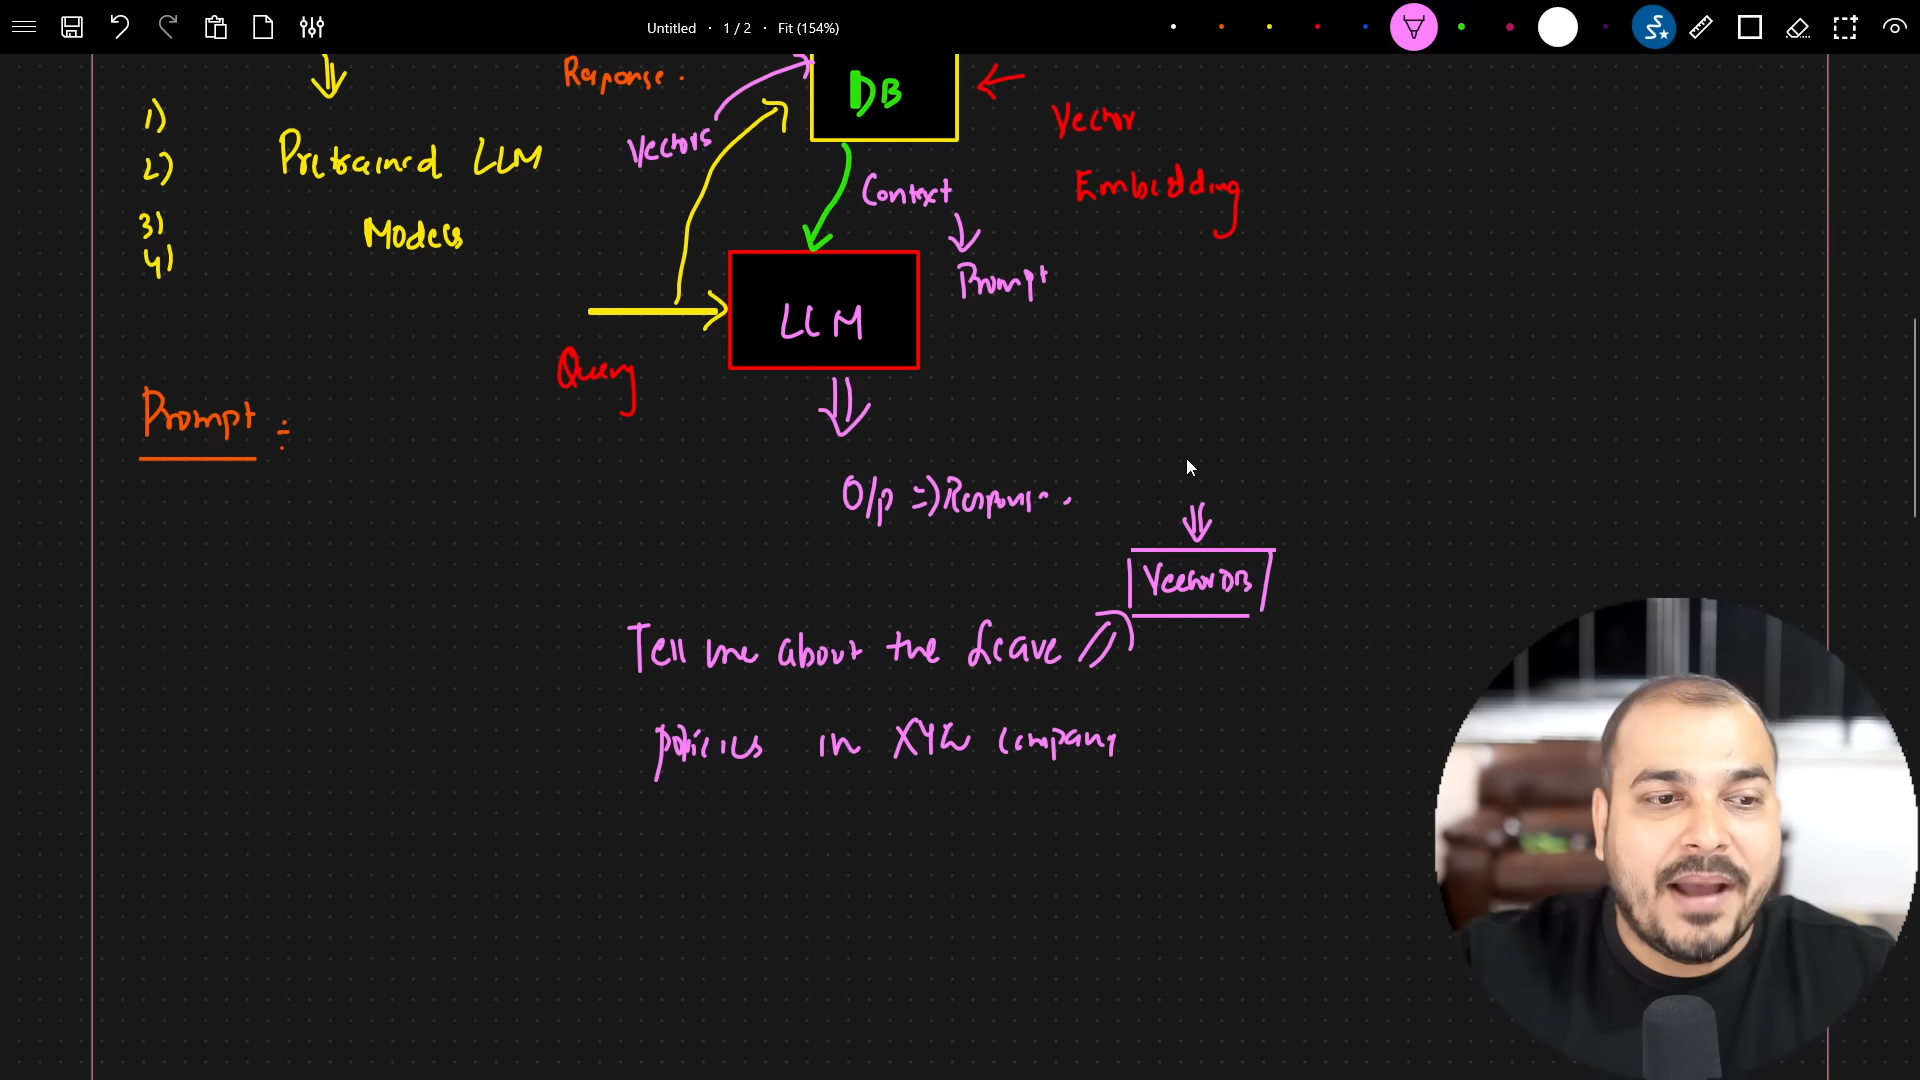 Untitled · 1 / 2 · Fit (154%)
Response.
DB
1)
2)
3)
4)
Pretrained LLM
Models
Vectors
Vector
Embedding
Context
Prompt
LLM
Query
Prompt :
O/p => Response.
VectorDB
Tell me about the Leave
policies in XYZ company